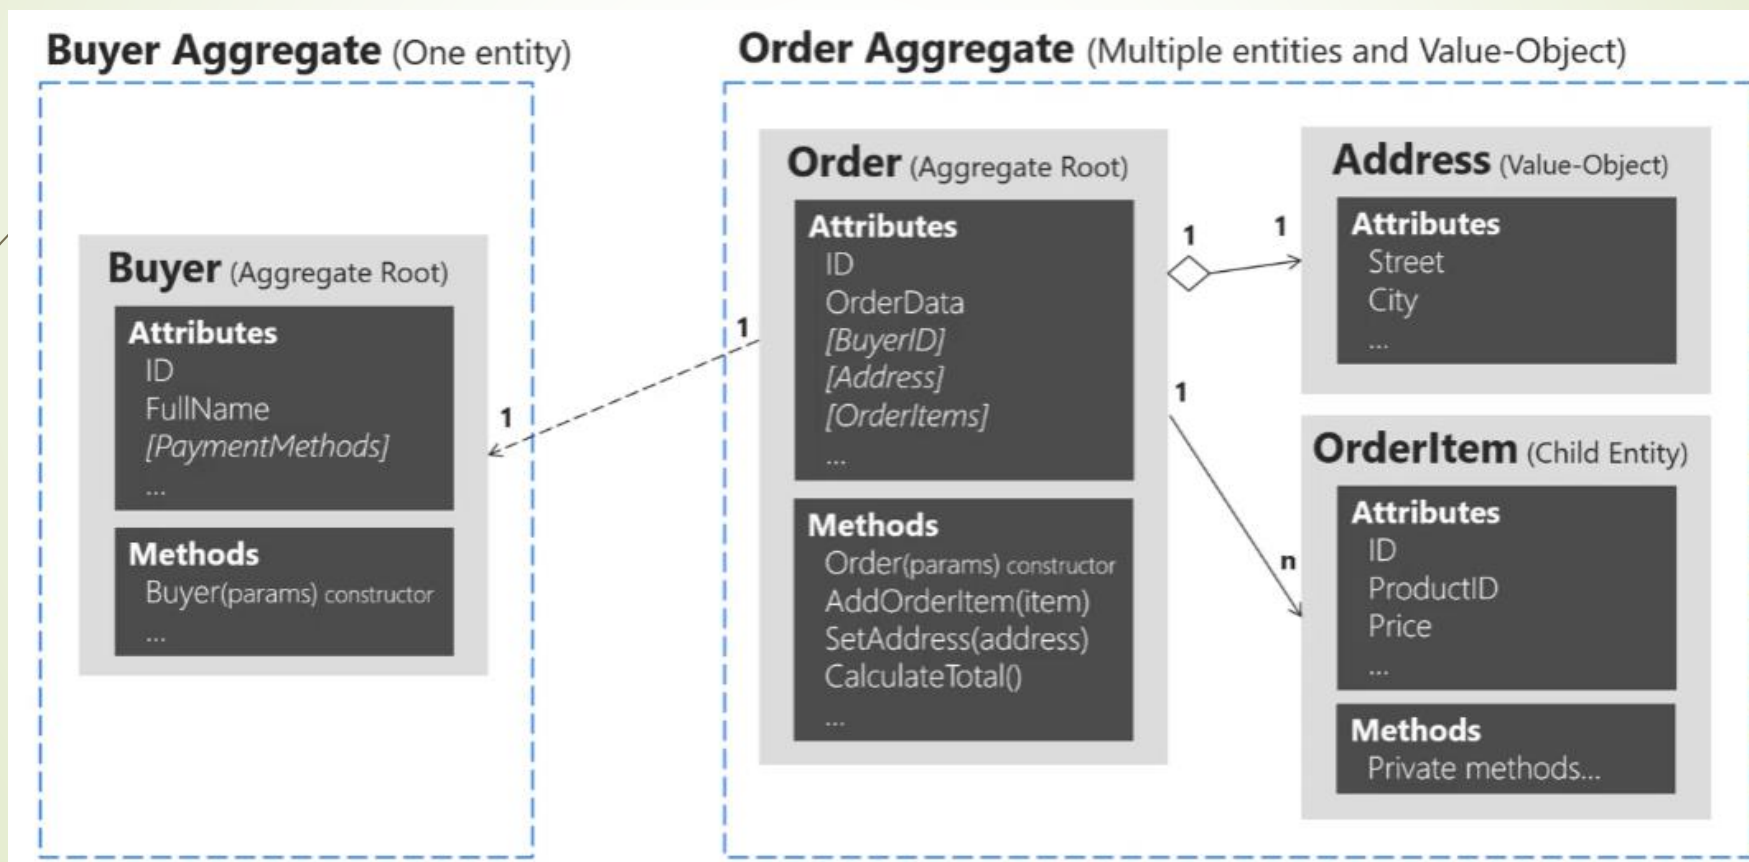 Buyer Aggregate (One entity)
Buyer (Aggregate Root)
Attributes
ID
FullName
[PaymentMethods]
...
Methods
Buyer(params) constructor
...
1
1
Order Aggregate (Multiple entities and Value-Object)
Order (Aggregate Root)
Attributes
ID
OrderData
[BuyerID]
[Address]
[OrderItems]
...
Methods
Order(params) constructor
AddOrderItem(item)
SetAddress(address)
CalculateTotal()
...
1
1
1
n
Address (Value-Object)
Attributes
Street
City
...
OrderItem (Child Entity)
Attributes
ID
ProductID
Price
...
Methods
Private methods...